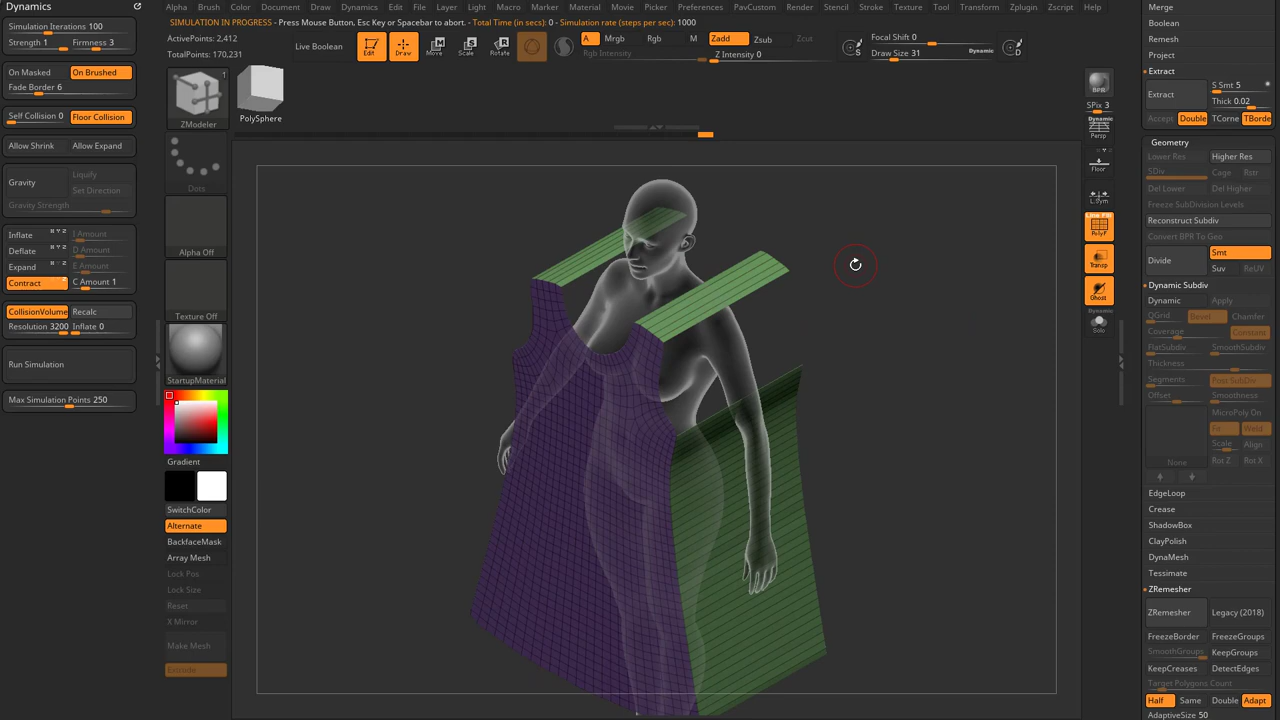 Dynamics
Simulation Iterations 100
Strength 1 Firmness 3
On Masked On Brushed
Fade Border 6
Self Collision 0 Floor Collision
Allow Shrink Allow Expand
Gravity Liquify
Set Direction
Gravity Strength
Inflate I Amount
Deflate D Amount
Expand E Amount
Contract C Amount 1
CollisionVolume Recalc
Resolution 3200 Inflate 0
Run Simulation
Max Simulation Points 250
Alpha Brush Color Document Draw Dynamics Edit File Layer Light Macro Marker Material Movie Picker Preferences PavCustom Render Stencil Stroke Texture Tool Transform Zplugin Zscript Help
SIMULATION IN PROGRESS - Press Mouse Button, Esc Key or Spacebar to abort. - Total Time (in secs): 0 - Simulation rate (steps per sec): 1000
ActivePoints: 2,412
TotalPoints: 170.231
Live Boolean
Edit Draw Move Scale Rotate
A Mrgb Rgb M
Rgb Intensity
Zadd Zsub Zcut
Z Intensity 0
S
Focal Shift 0
Draw Size 31 Dynamic
D
1
ZModeler
PolySphere
Dots
Alpha Off
Texture Off
StartupMaterial
Gradient
SwitchColor
Alternate
BackfaceMask
Array Mesh
Lock Pos
Lock Size
Reset
X Mirror
Make Mesh
Extrude
BPR
SPix 3
Dynamic
Persp
Floor
L.Sym
Line Fill
PolyF
Transp
Ghost
Dynamic
Solo
Merge
Boolean
Remesh
Project
Extract
Extract S Smt 5
Thick 0.02
Accept Double TCorne TBorde
Geometry
Lower Res Higher Res
SDiv Cage Rstr
Del Lower Del Higher
Freeze SubDivision Levels
Reconstruct Subdiv
Convert BPR To Geo
Divide Smt
Suv ReUV
Dynamic Subdiv
Dynamic Apply
QGrid Bevel Chamfer
Coverage Constant
FlatSubdiv SmoothSubdiv
Thickness
Segments Post SubDiv
Offset Smoothness
MicroPoly On
Fit Weld
Scale Align
None Rot Z Rot X
EdgeLoop
Crease
ShadowBox
ClayPolish
DynaMesh
Tessimate
ZRemesher
ZRemesher Legacy (2018)
FreezeBorder FreezeGroups
SmoothGroups KeepGroups
KeepCreases DetectEdges
Target Polygons Count
Half Same Double Adapt
AdaptiveSize 50